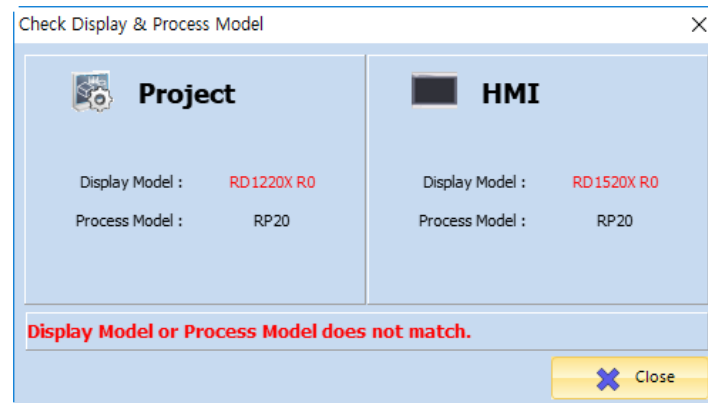 Check Display & Process Model
Project
Display Model : RD1220X R0
Process Model : RP20
HMI
Display Model : RD1520X R0
Process Model : RP20
Display Model or Process Model does not match.
Close